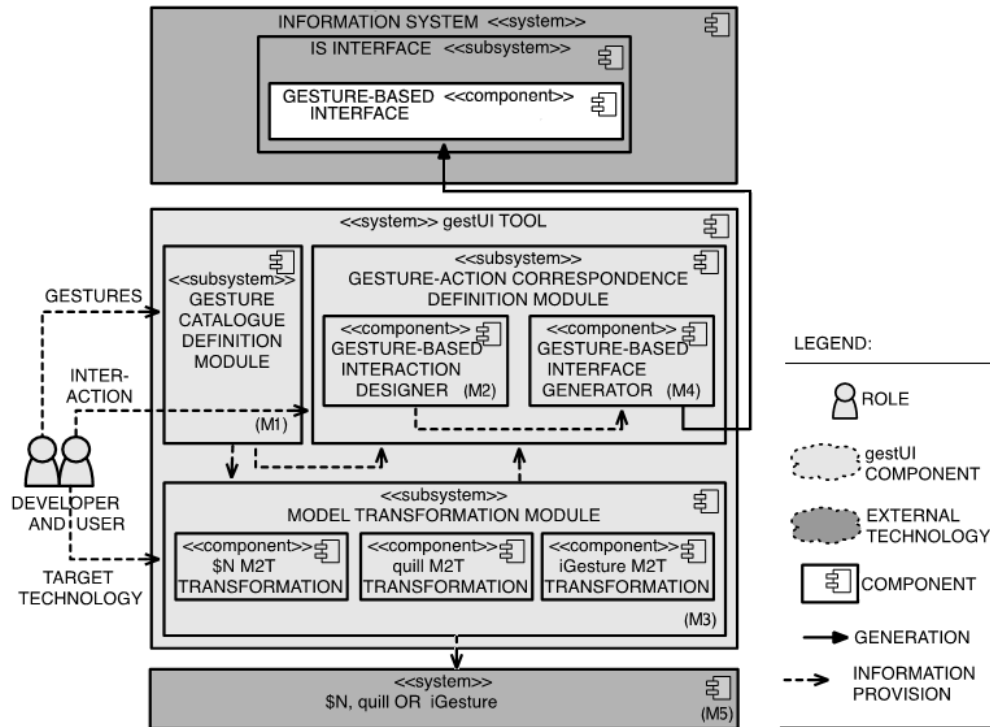 INFORMATION SYSTEM <<system>>
IS INTERFACE <<subsystem>>
GESTURE-BASED <<component>>
INTERFACE
<<system>> gestUI TOOL
<<subsystem>>
GESTURE
CATALOGUE
DEFINITION
MODULE
(M1)
<<subsystem>>
GESTURE-ACTION CORRESPONDENCE
DEFINITION MODULE
<<component>>
GESTURE-BASED
INTERACTION
DESIGNER (M2)
<<component>>
GESTURE-BASED
INTERFACE
GENERATOR (M4)
GESTURES
INTER-
ACTION
DEVELOPER
AND USER
TARGET
TECHNOLOGY
<<subsystem>>
MODEL TRANSFORMATION MODULE
<<component>>
$N M2T
TRANSFORMATION
<<component>>
quill M2T
TRANSFORMATION
<<component>>
iGesture M2T
TRANSFORMATION
(M3)
<<system>>
$N, quill OR iGesture
(M5)
LEGEND:
ROLE
gestUI
COMPONENT
EXTERNAL
TECHNOLOGY
COMPONENT
GENERATION
INFORMATION
PROVISION